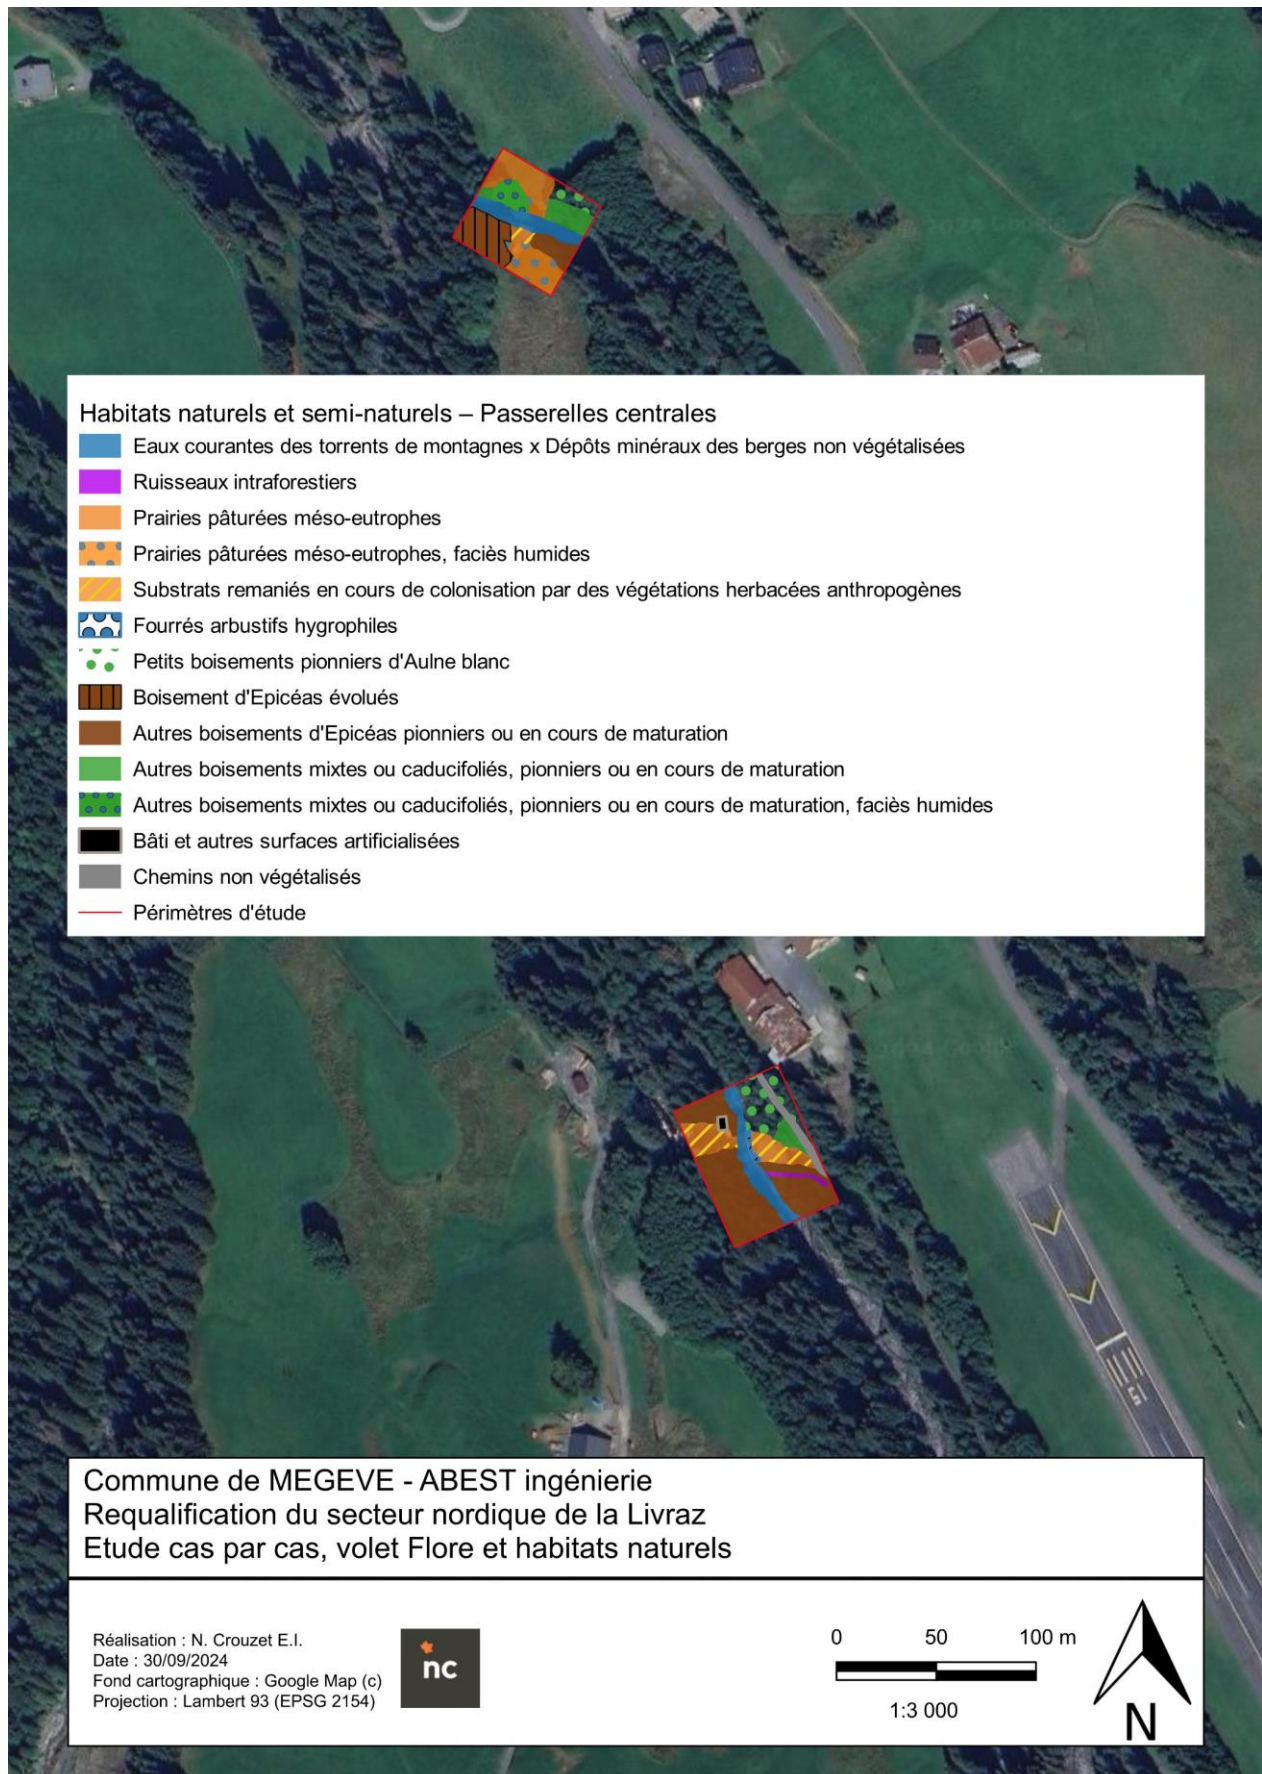 Habitats naturels et semi-naturels – Passerelles centrales
Eaux courantes des torrents de montagnes x Dépôts minéraux des berges non végétalisées
Ruisseaux intraforestiers
Prairies pâturées méso-eutrophes
Prairies pâturées méso-eutrophes, faciès humides
Substrats remaniés en cours de colonisation par des végétations herbacées anthropogènes
Fourrés arbustifs hygrophiles
Petits boisements pionniers d'Aulne blanc
Boisement d'Epicéas évolués
Autres boisements d'Epicéas pionniers ou en cours de maturation
Autres boisements mixtes ou caducifoliés, pionniers ou en cours de maturation
Autres boisements mixtes ou caducifoliés, pionniers ou en cours de maturation, faciès humides
Bâti et autres surfaces artificialisées
Chemins non végétalisés
Périmètres d'étude
Commune de MEGEVE - ABEST ingénierie
Requalification du secteur nordique de la Livraz
Etude cas par cas, volet Flore et habitats naturels
Réalisation : N. Crouzet E.I.
Date : 30/09/2024
Fond cartographique : Google Map (c)
Projection : Lambert 93 (EPSG 2154)
nc
0 50 100 m
1:3 000
N